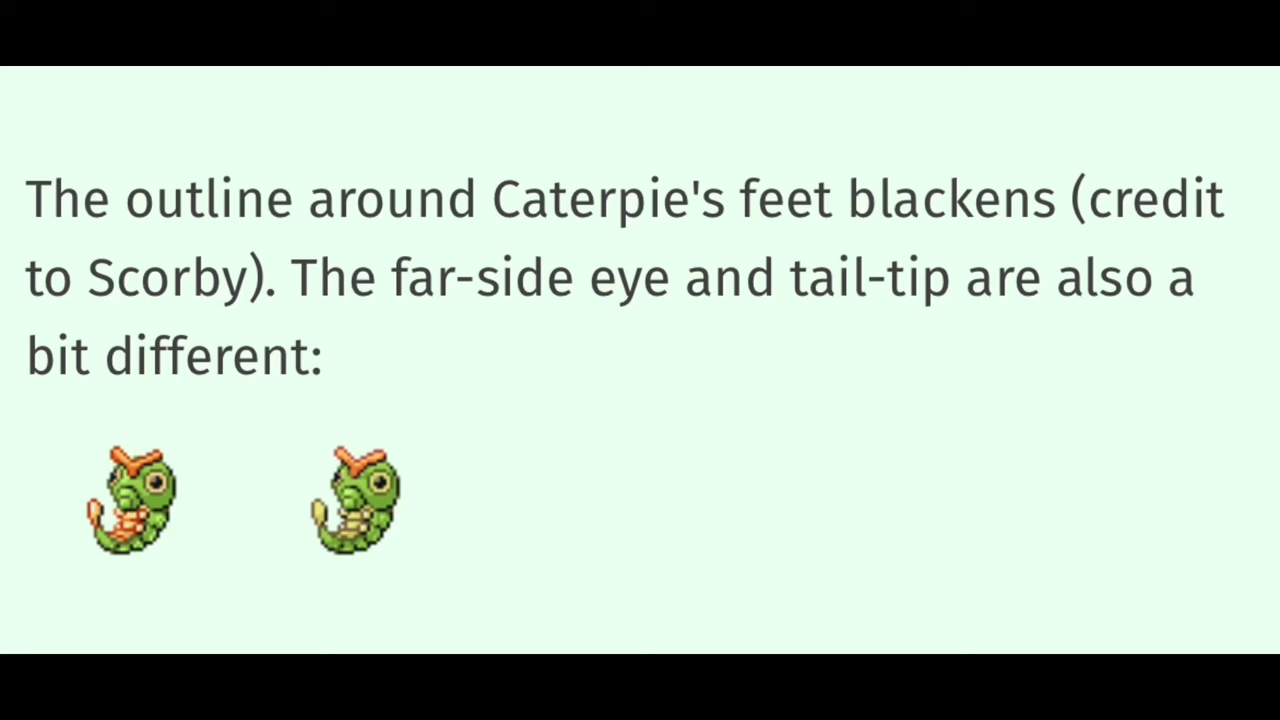 The outline around Caterpie's feet blackens (credit
to Scorby). The far-side eye and tail-tip are also a
bit different: